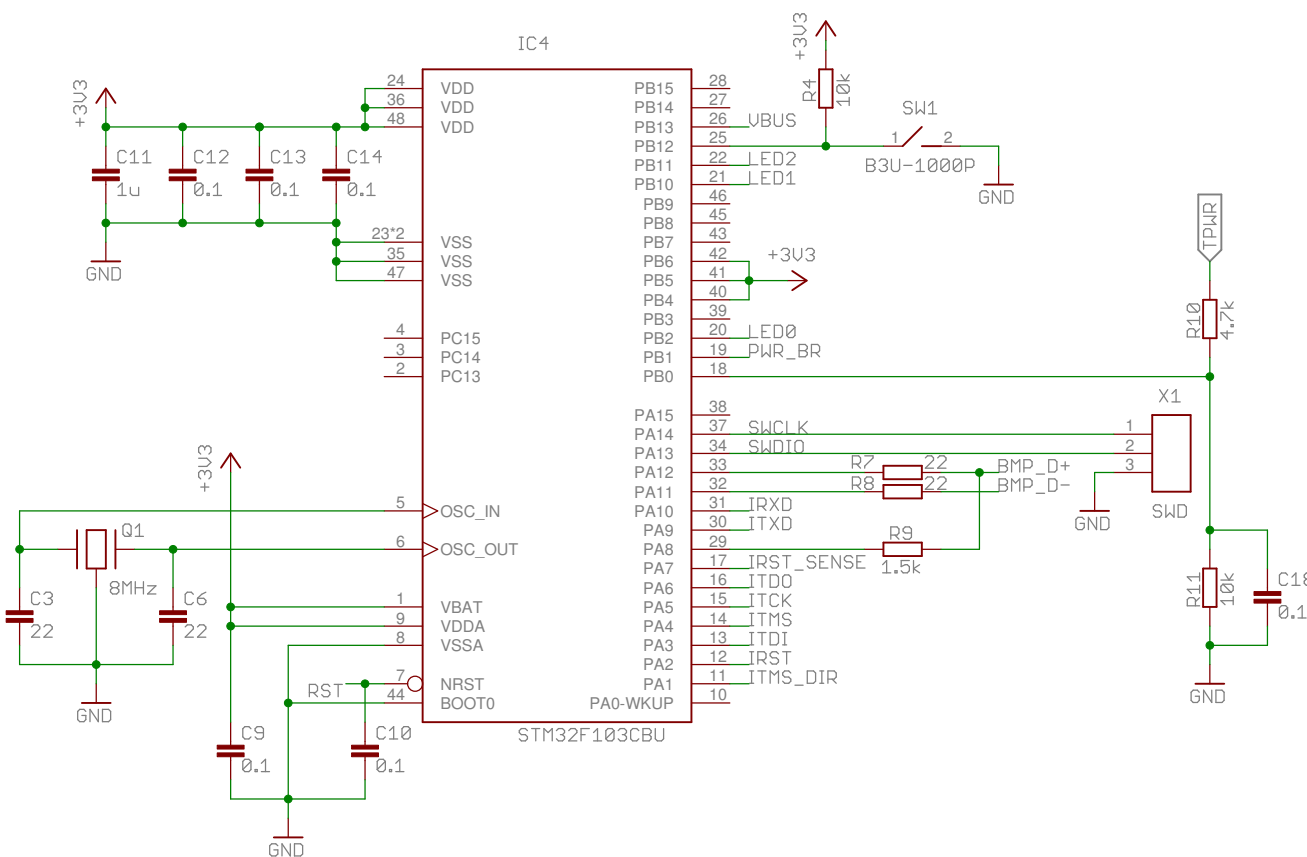 IC4
+3V3
C11
1u
C12
0.1
C13
0.1
C14
0.1
GND
24 VDD
36 VDD
48 VDD
23*2 VSS
35 VSS
47 VSS
4 PC15
3 PC14
2 PC13
5 OSC_IN
6 OSC_OUT
1 VBAT
9 VDDA
8 VSSA
7 NRST
44 BOOT0
RST
+3V3
Q1
8MHz
C3
22
C6
22
GND
C9
0.1
C10
0.1
GND
PB15 28
PB14 27
PB13 26 VBUS
PB12 25
PB11 22 LED2
PB10 21 LED1
PB9 46
PB8 45
PB7 43
PB6 42
PB5 41
PB4 40
PB3 39
PB2 20 LED0
PB1 19 PWR_BR
PB0 18
PA15 38
PA14 37 SWCLK
PA13 34 SWDIO
PA12 33
PA11 32
PA10 31 IRXD
PA9 30 ITXD
PA8 29
PA7 17 IRST_SENSE
PA6 16 ITDO
PA5 15 ITCK
PA4 14 ITMS
PA3 13 ITDI
PA2 12 IRST
PA1 11 ITMS_DIR
PA0-WKUP 10
STM32F103CBU
+3V3
R4
10k
SW1
1 2
B3U-1000P
GND
+3V3
R7 22 BMP_D+
R8 22 BMP_D-
R9
1.5k
TPWR
R10
4.7k
X1
1
2
3
SWD
GND
R11
10k
C18
0.1
GND